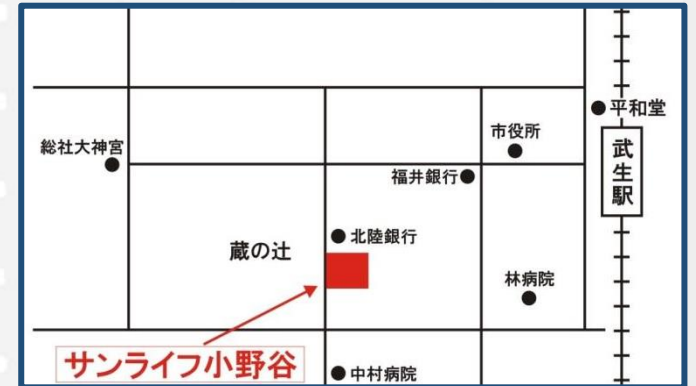 平和堂
市役所
総社大神宮
武生駅
福井銀行
北陸銀行
蔵の辻
林病院
サンライフ小野谷
中村病院